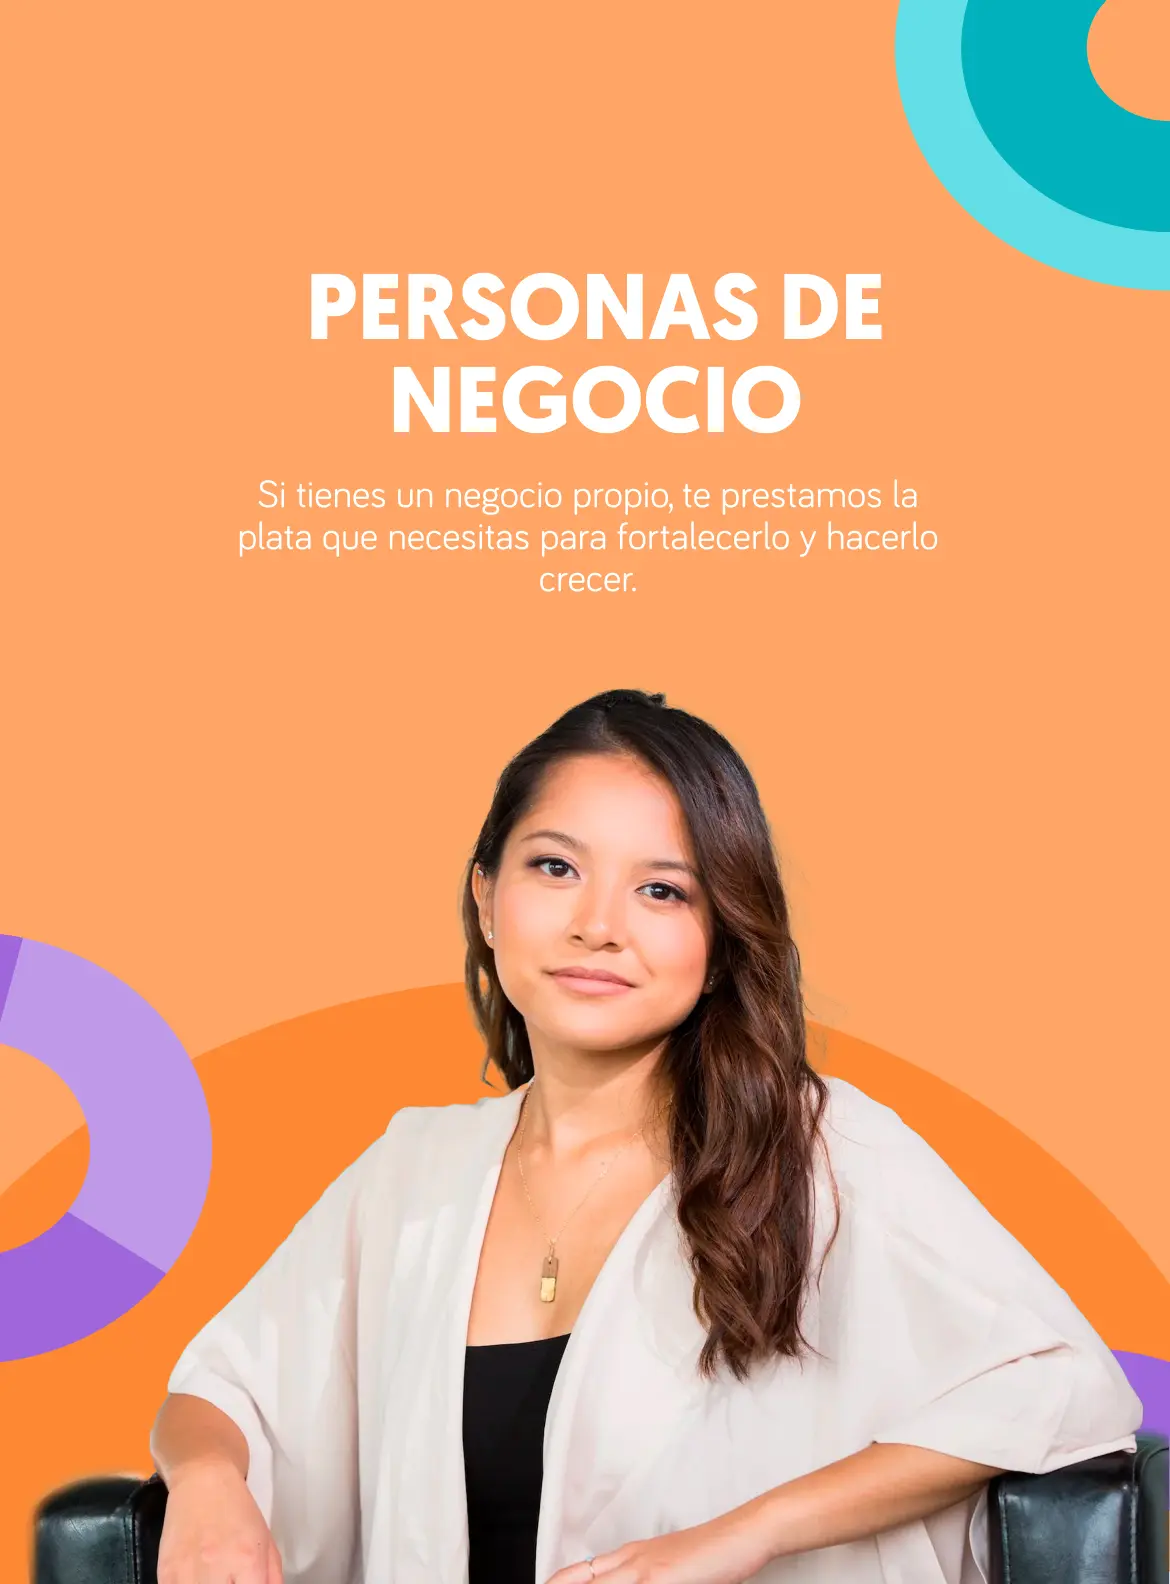 PERSONAS DE
NEGOCIO
Si tienes un negocio propio, te prestamos la
plata que necesitas para fortalecerlo y hacerlo
crecer.